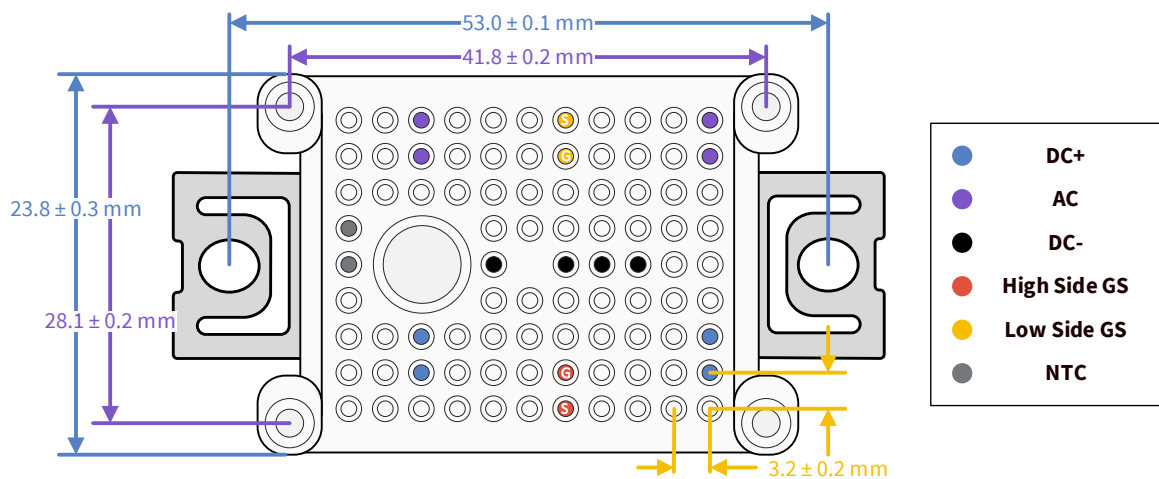 53.0 ± 0.1 mm
41.8 ± 0.2 mm
S
G
23.8 ± 0.3 mm
28.1 ± 0.2 mm
G
S
3.2 ± 0.2 mm
DC+
AC
DC-
High Side GS
Low Side GS
NTC